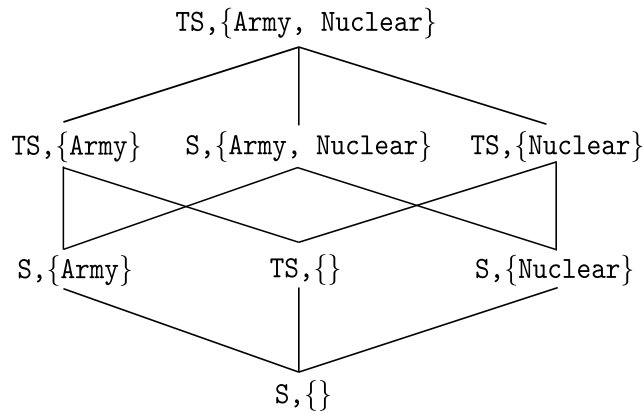 TS,{Army, Nuclear}
TS,{Army} S,{Army, Nuclear} TS,{Nuclear}
S,{Army} TS,{} S,{Nuclear}
S,{}